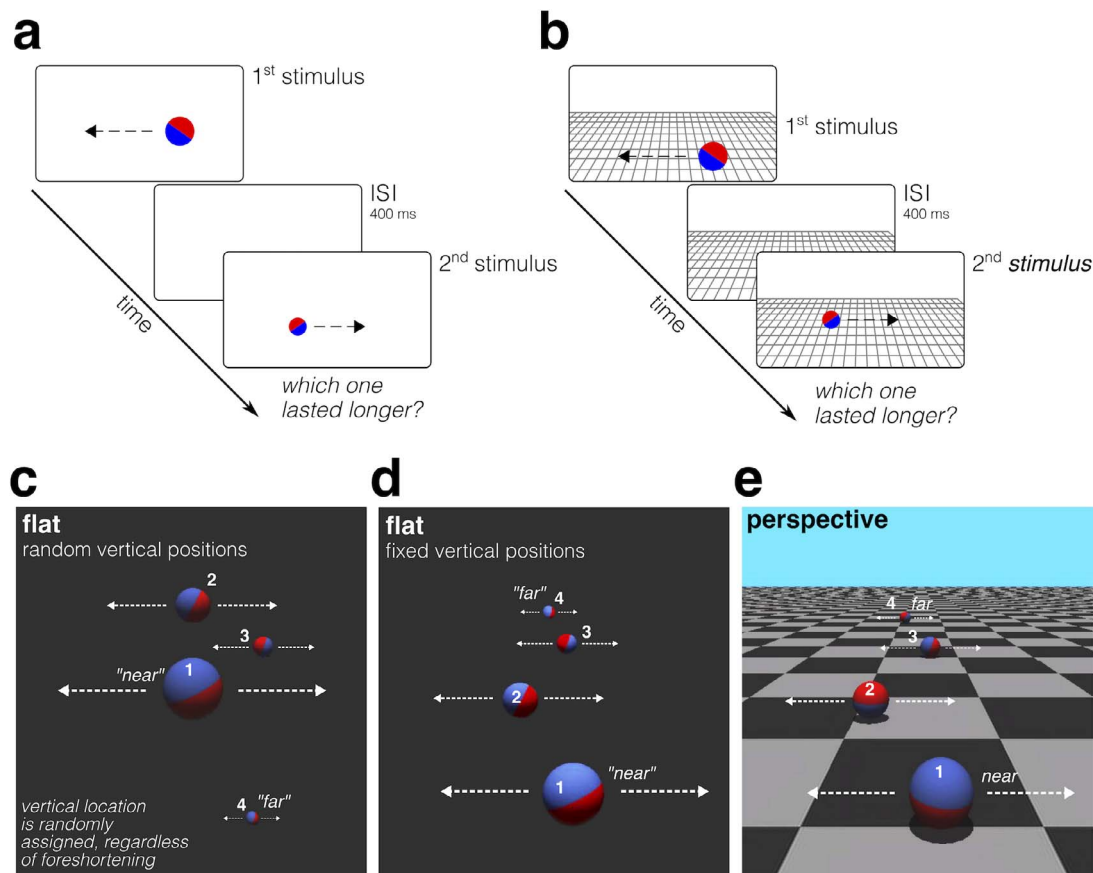 a
1st stimulus
ISI
400 ms
2nd stimulus
time
which one
lasted longer?
b
1st stimulus
ISI
400 ms
2nd stimulus
time
which one
lasted longer?
c
flat
random vertical positions
2
3
"near"
1
4 "far"
vertical location
is randomly
assigned, regardless
of foreshortening
d
flat
fixed vertical positions
"far" 4
3
2
1
"near"
e
perspective
4 far
3
2
1
near